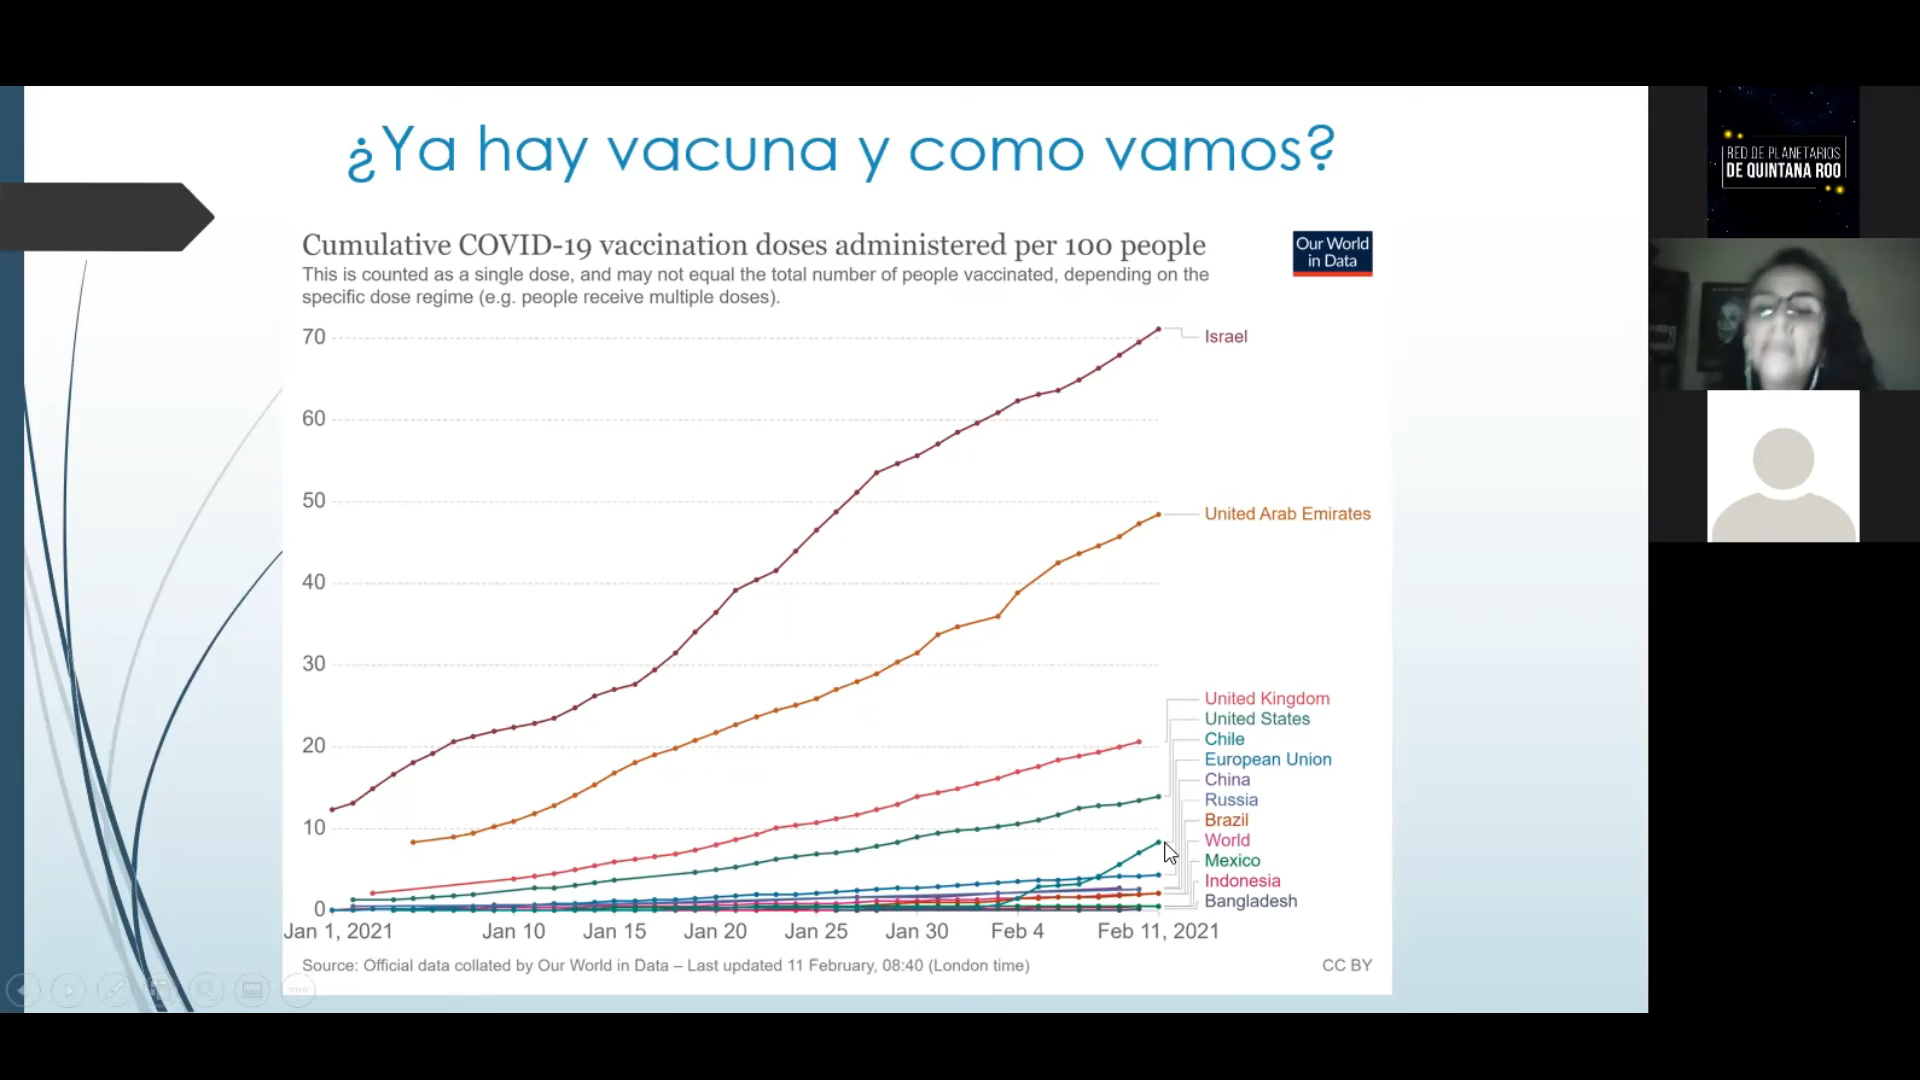 ¿Ya hay vacuna y como vamos?
Cumulative COVID-19 vaccination doses administered per 100 people
This is counted as a single dose, and may not equal the total number of people vaccinated, depending on the
specific dose regime (e.g. people receive multiple doses).
Our World
in Data
70
60
50
40
30
20
10
0
Israel
United Arab Emirates
United Kingdom
United States
Chile
European Union
China
Russia
Brazil
World
Mexico
Indonesia
Bangladesh
Jan 1, 2021
Jan 10
Jan 15
Jan 20
Jan 25
Jan 30
Feb 4
Feb 11, 2021
Source: Official data collated by Our World in Data – Last updated 11 February, 08:40 (London time)
CC BY
RED DE PLANETARIOS
DE QUINTANA ROO